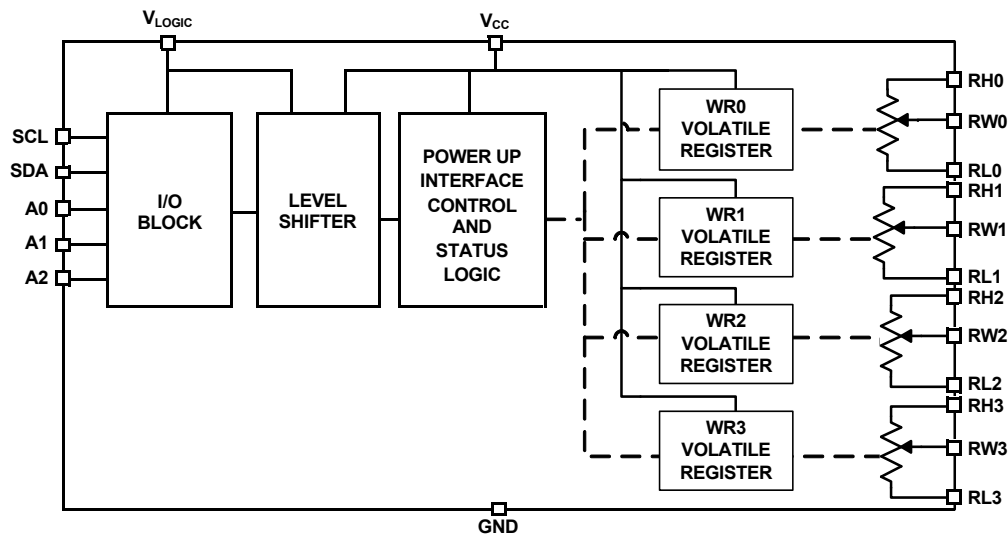 VLOGIC
VCC
SCL
SDA
A0
A1
A2
I/O
BLOCK
LEVEL
SHIFTER
POWER UP
INTERFACE
CONTROL
AND
STATUS
LOGIC
WR0
VOLATILE
REGISTER
WR1
VOLATILE
REGISTER
WR2
VOLATILE
REGISTER
WR3
VOLATILE
REGISTER
RH0
RW0
RL0
RH1
RW1
RL1
RH2
RW2
RL2
RH3
RW3
RL3
GND